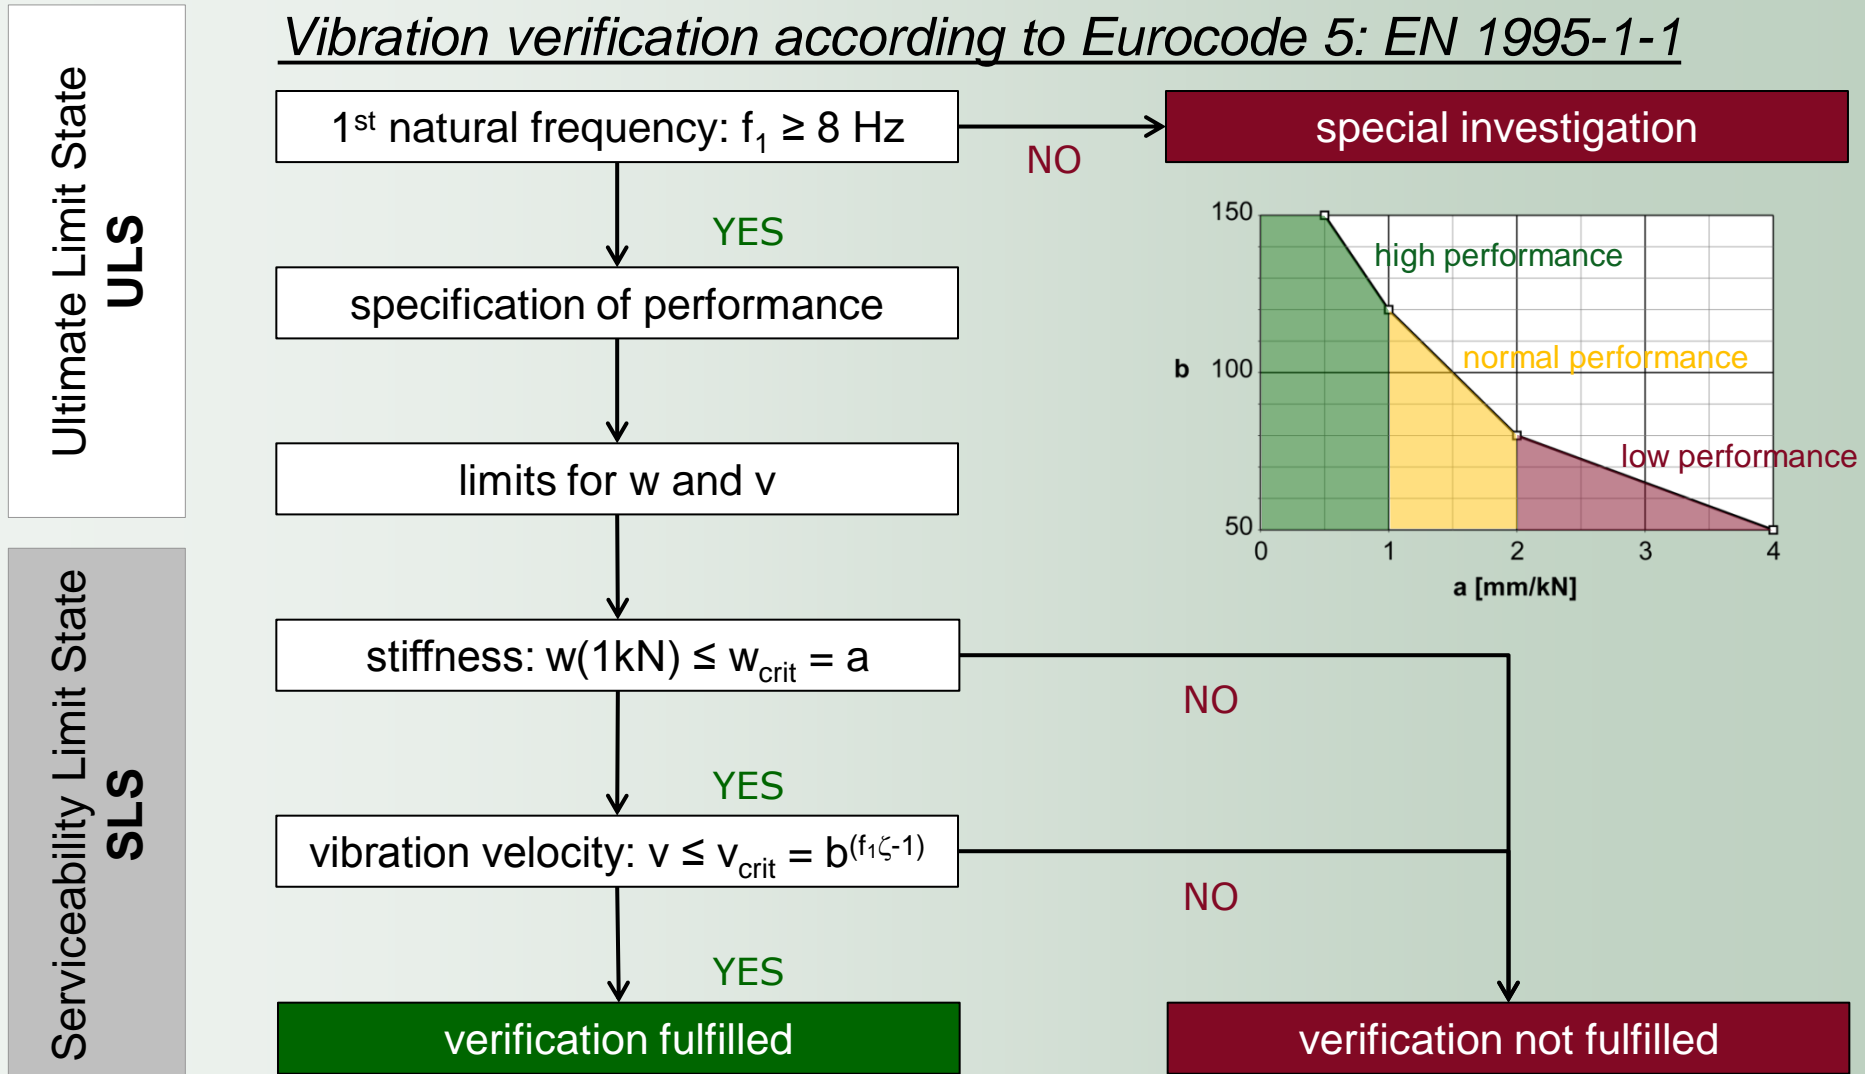 Vibration verification according to Eurocode 5: EN 1995-1-1
Ultimate Limit State
ULS
Serviceability Limit State
SLS
1st natural frequency: f1 ≥ 8 Hz
NO
special investigation
YES
specification of performance
limits for w and v
150
100
50
b
high performance
normal performance
low performance
0 1 2 3 4
a [mm/kN]
stiffness: w(1kN) ≤ wcrit = a
NO
YES
vibration velocity: v ≤ vcrit = b(f1ζ-1)
NO
YES
verification fulfilled
verification not fulfilled